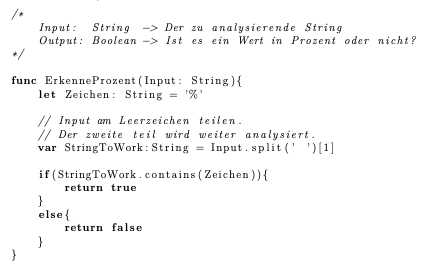 /*
Input: String –> Der zu analysierende String
Output: Boolean –> Ist es ein Wert in Prozent oder nicht?
*/
func ErkenneProzent(Input: String){
let Zeichen: String = '%'
// Input am Leerzeichen teilen.
// Der zweite teil wird weiter analysiert.
var StringToWork:String = Input.split(' ')[1]
if(StringToWork.contains(Zeichen)){
return true
}
else{
return false
}
}